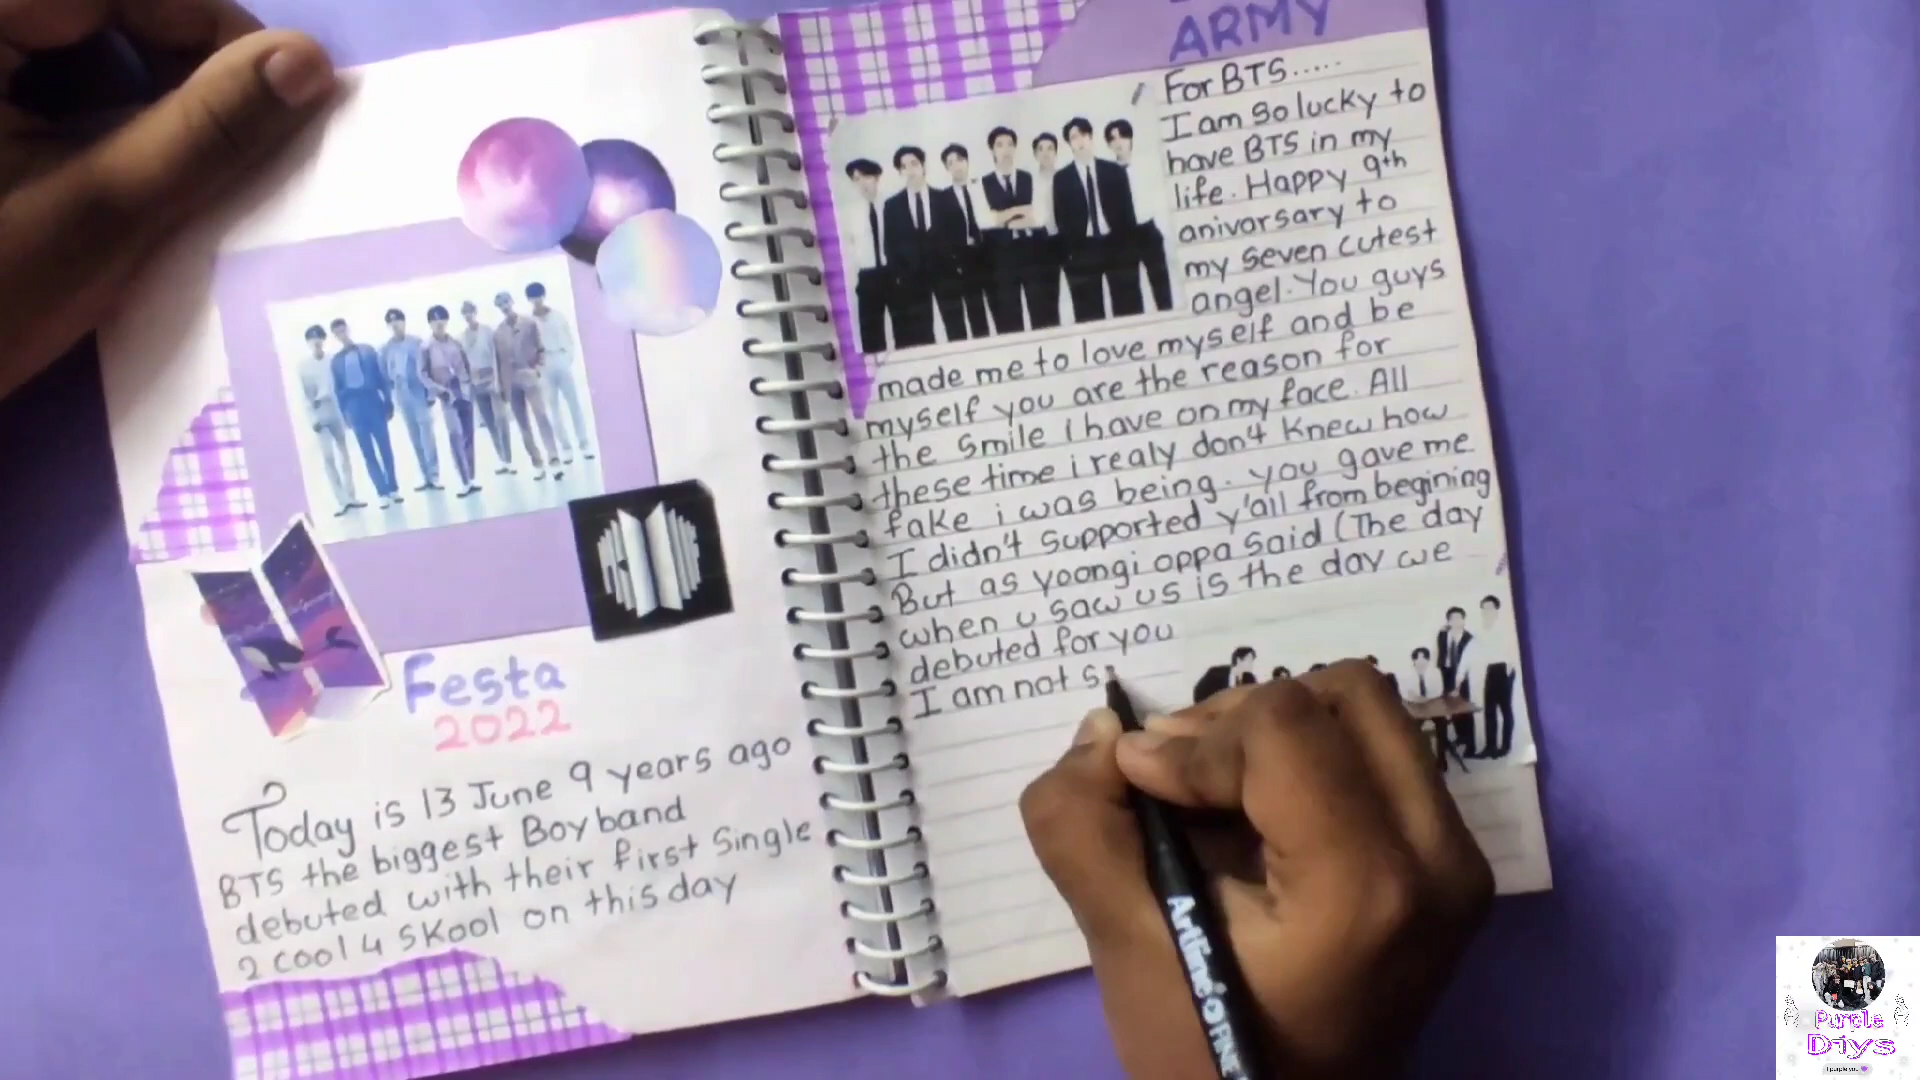 Festa
2022
Today is 13 June 9 years ago
BTS the biggest Boy band
debuted with their first Single
2 cool 4 skool on this day
ARMY
For BTS.....
I am so lucky to
have BTS in my
life. Happy 9th
anivarsary to
my seven cutest
angel. You guys
made me to love myself and be
myself you are the reason for
the smile i have on my face. All
these time i realy don't knew how
fake i was being. you gave me
I didn't supported y'all from begining
But as yoongi oppa said (The day
when u saw us is the day we
debuted for you
I am not s
Artline
Purple
Diys
I purple you